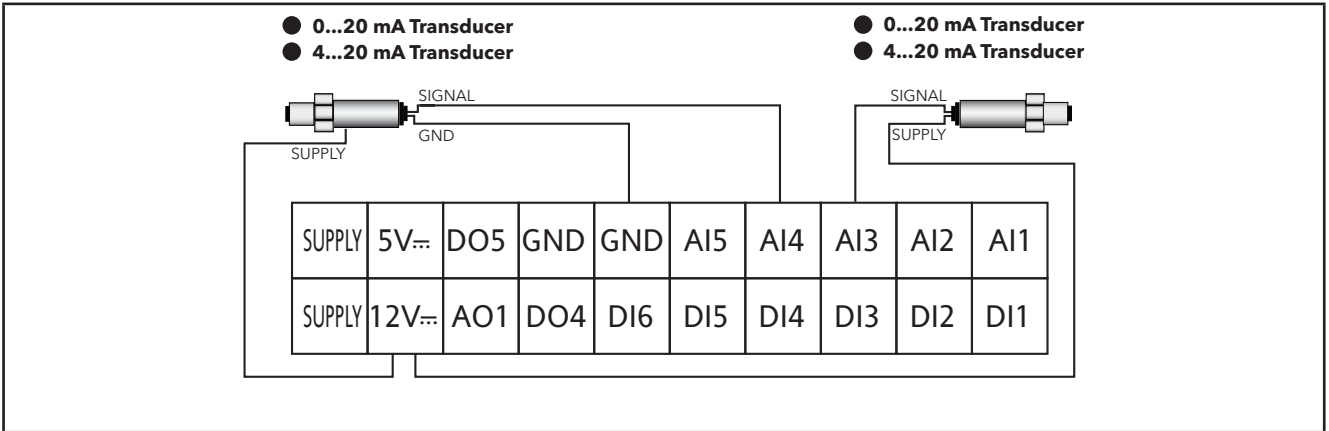 ● 0...20 mA Transducer
● 4...20 mA Transducer
● 0...20 mA Transducer
● 4...20 mA Transducer
SIGNAL
GND
SUPPLY
SIGNAL
SUPPLY
SUPPLY 5V⎓ DO5 GND GND AI5 AI4 AI3 AI2 AI1
SUPPLY 12V⎓ AO1 DO4 DI6 DI5 DI4 DI3 DI2 DI1